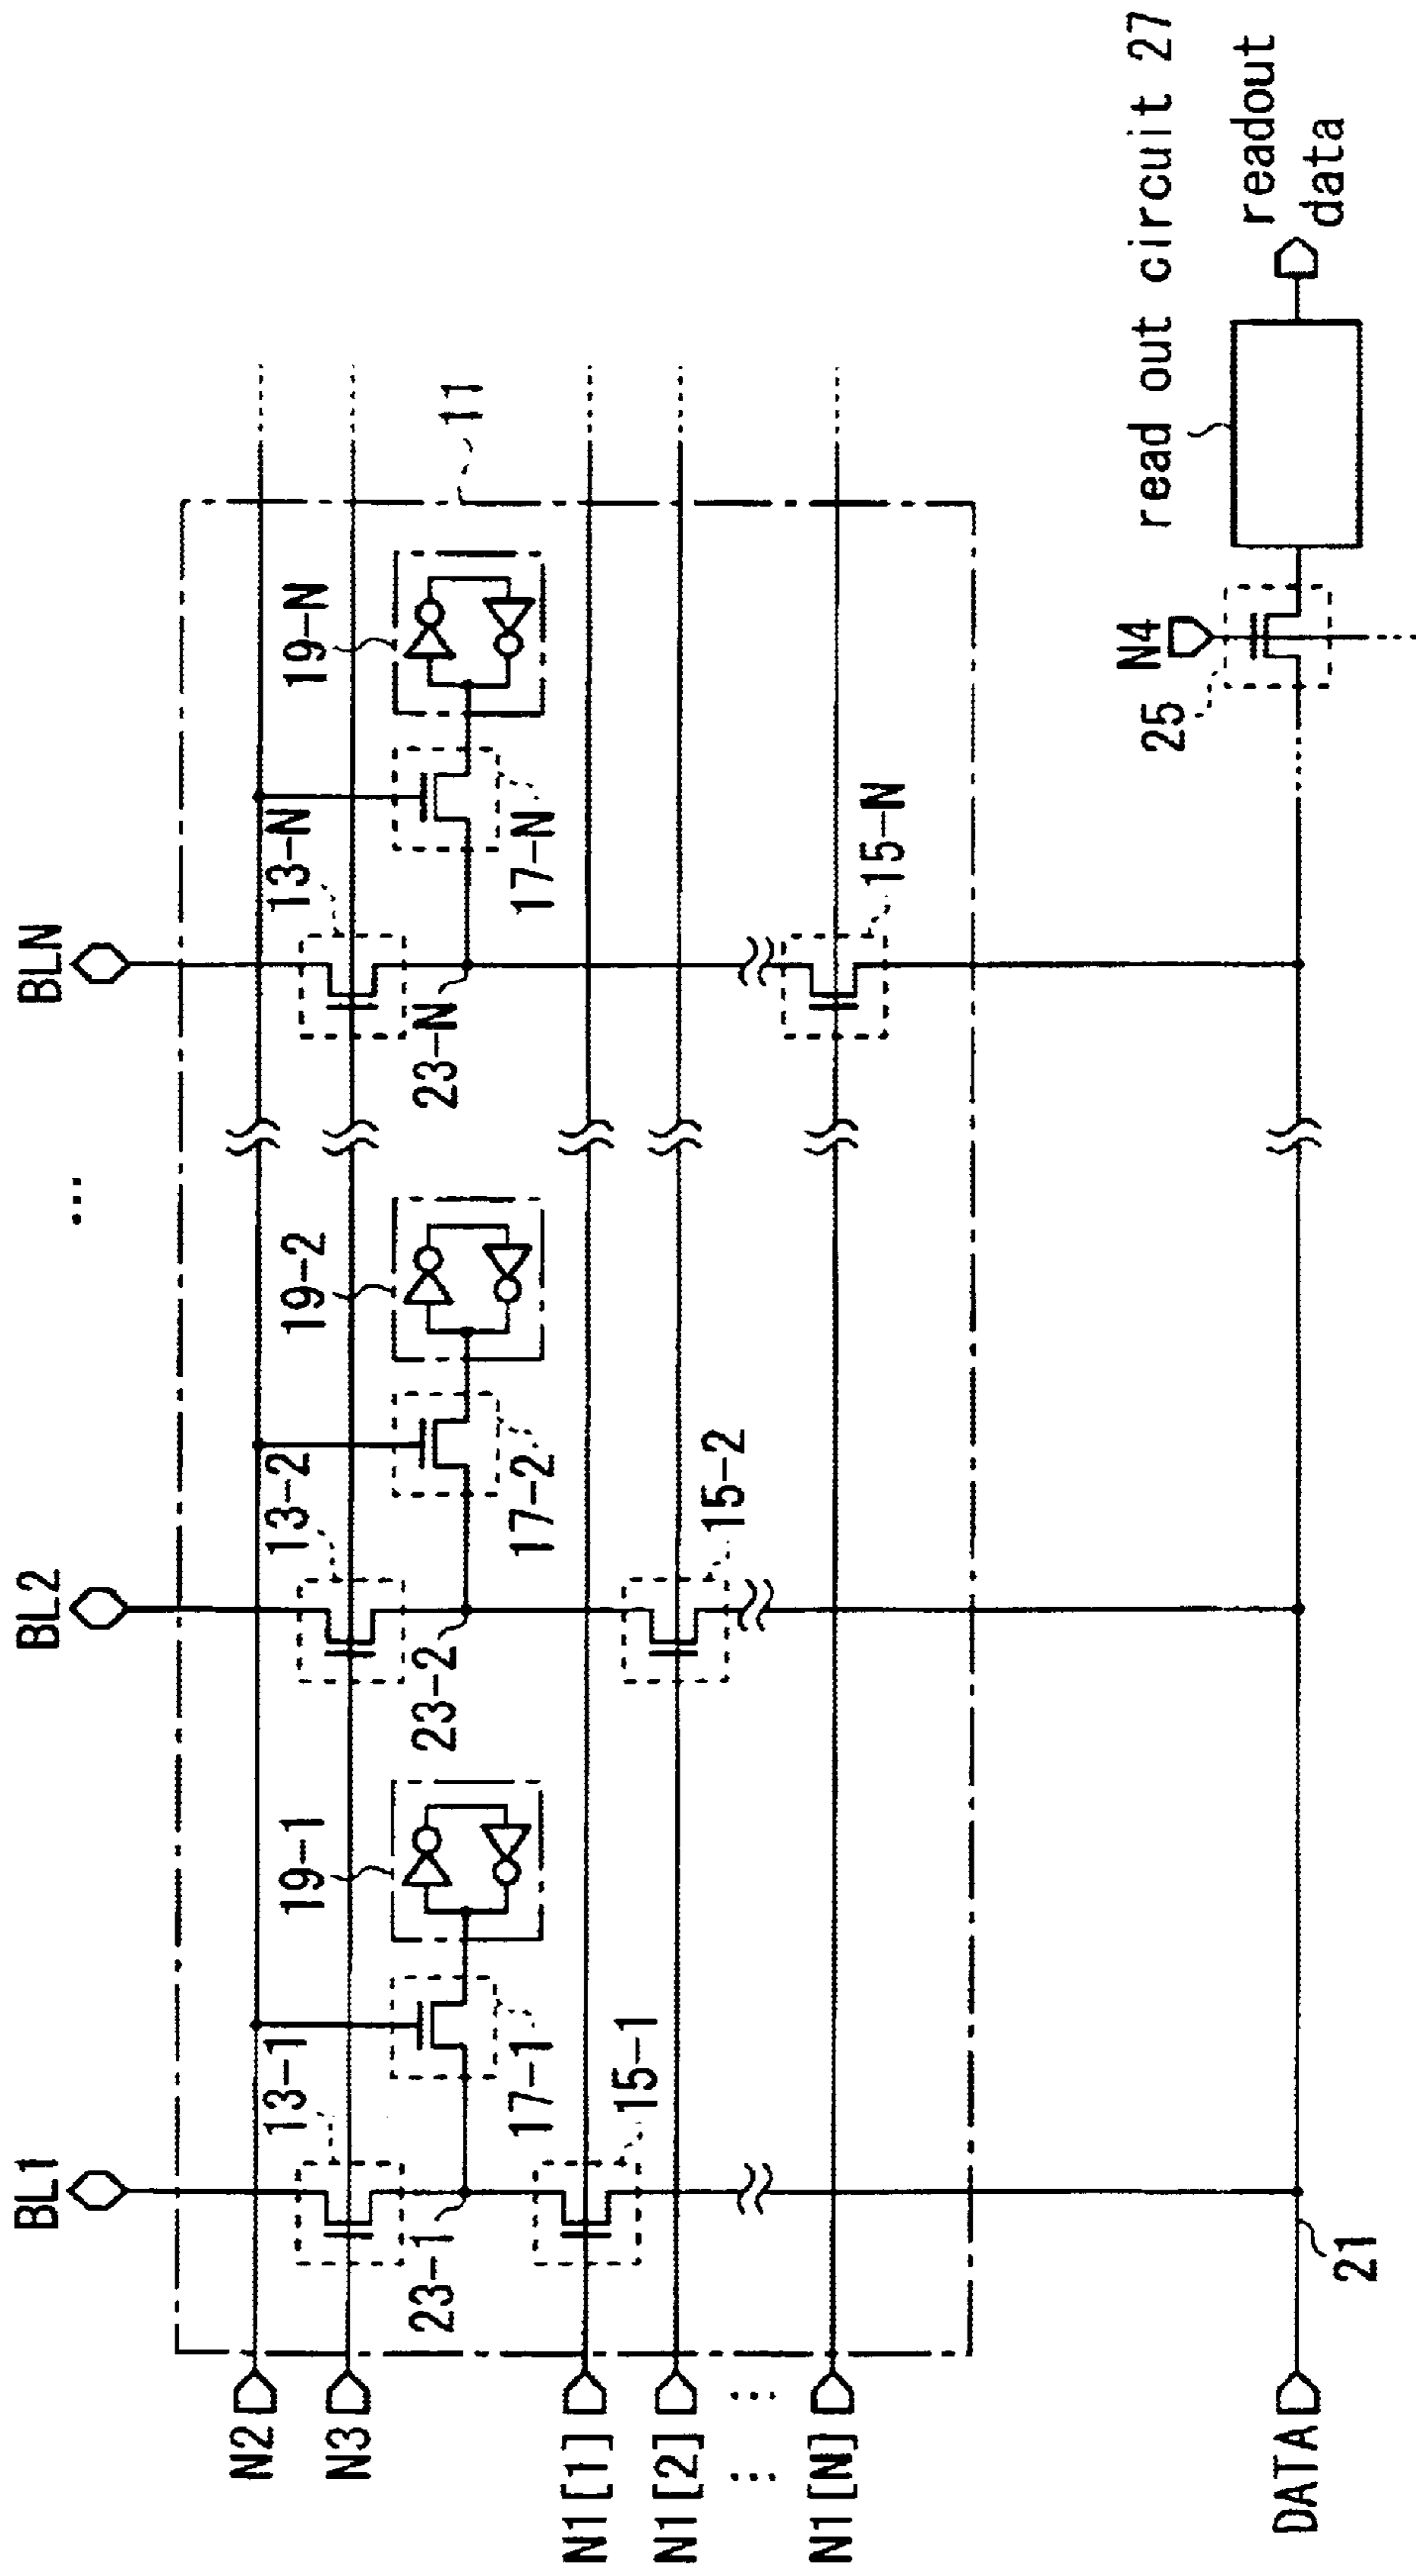 BL1
BL2
...
BLN
N2
N3
N1[1]
N1[2]
... ...
N1[N]
DATA
11
13-1
13-2
13-N
19-1
19-2
19-N
17-1
17-2
17-N
23-1
23-2
23-N
15-1
15-2
15-N
21
N4
25
read out circuit 27
readout
data